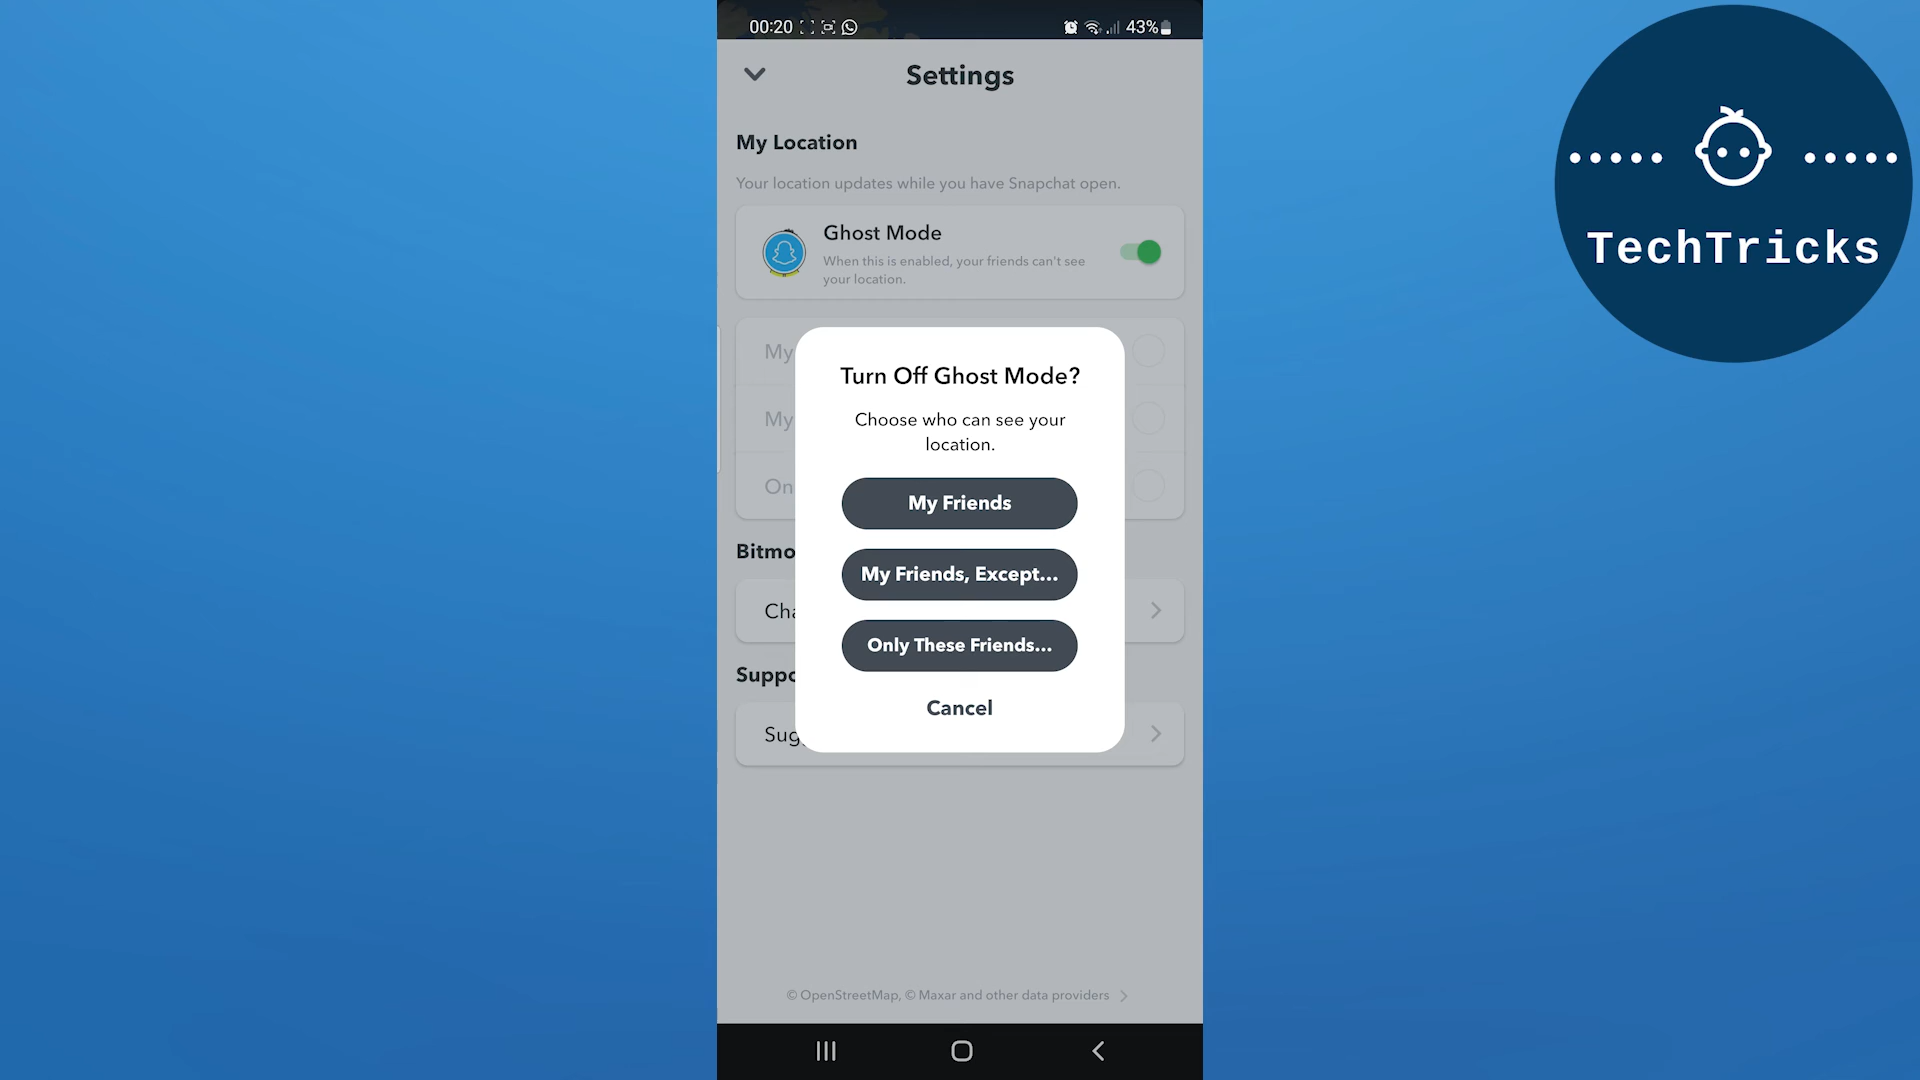 00:20
43%
Settings
My Location
Your location updates while you have Snapchat open.
Ghost Mode
When this is enabled, your friends can't see
your location.
My
My
On
Turn Off Ghost Mode?
Choose who can see your
location.
My Friends
My Friends, Except...
Only These Friends...
Cancel
Bitmo
Cha
Suppo
Sug
© OpenStreetMap, © Maxar and other data providers
TechTricks